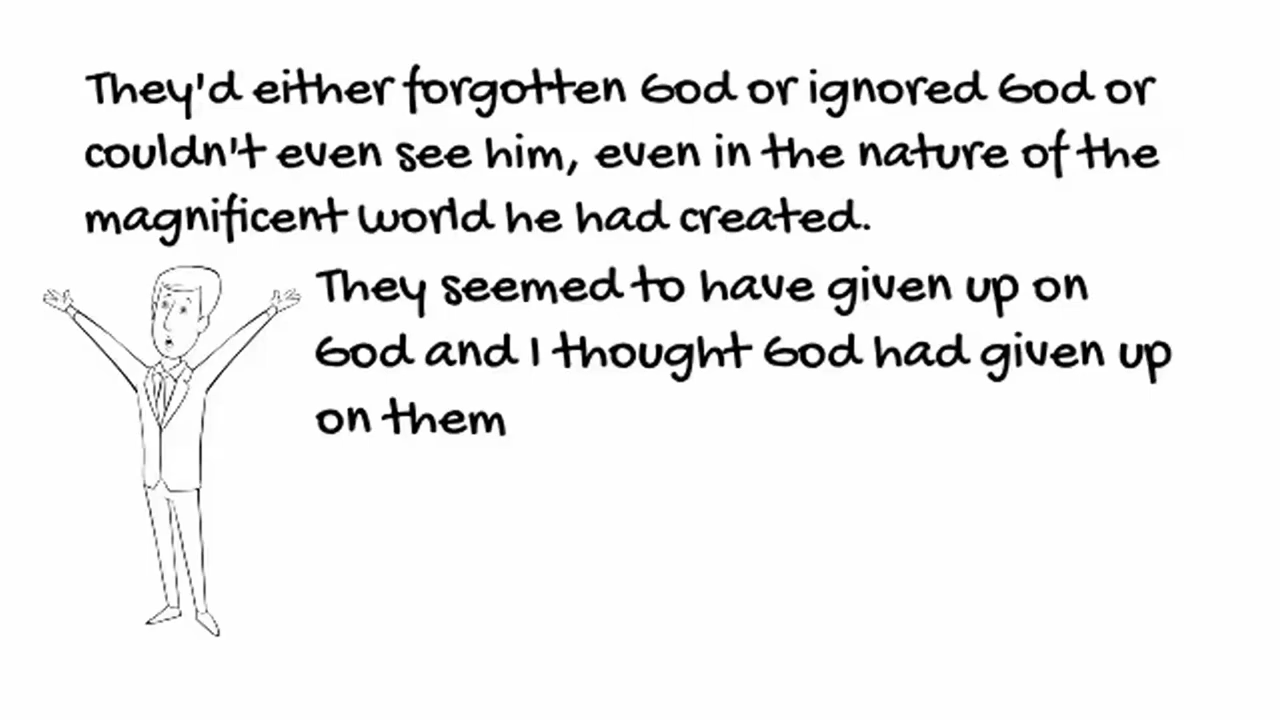 They'd either forgotten God or ignored God or
couldn't even see him, even in the nature of the
magnificent world he had created.
They seemed to have given up on
God and I thought God had given up
on them